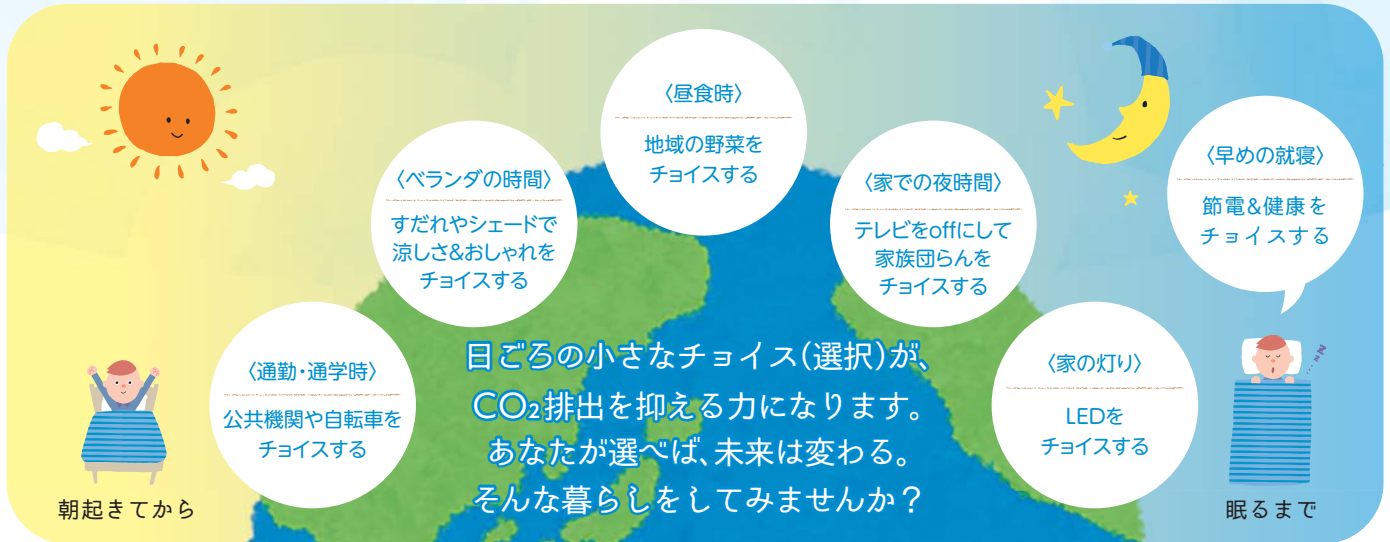 朝起きてから
〈通勤・通学時〉
公共機関や自転車を
チョイスする
〈ベランダの時間〉
すだれやシェードで
涼しさ&おしゃれを
チョイスする
〈昼食時〉
地域の野菜を
チョイスする
〈家での夜時間〉
テレビをoffにして
家族団らんを
チョイスする
〈家の灯り〉
LEDを
チョイスする
〈早めの就寝〉
節電&健康を
チョイスする
zzz
眠るまで
日ごろの小さなチョイス(選択)が、
CO₂排出を抑える力になります。
あなたが選べば、未来は変わる。
そんな暮らしをしてみませんか?